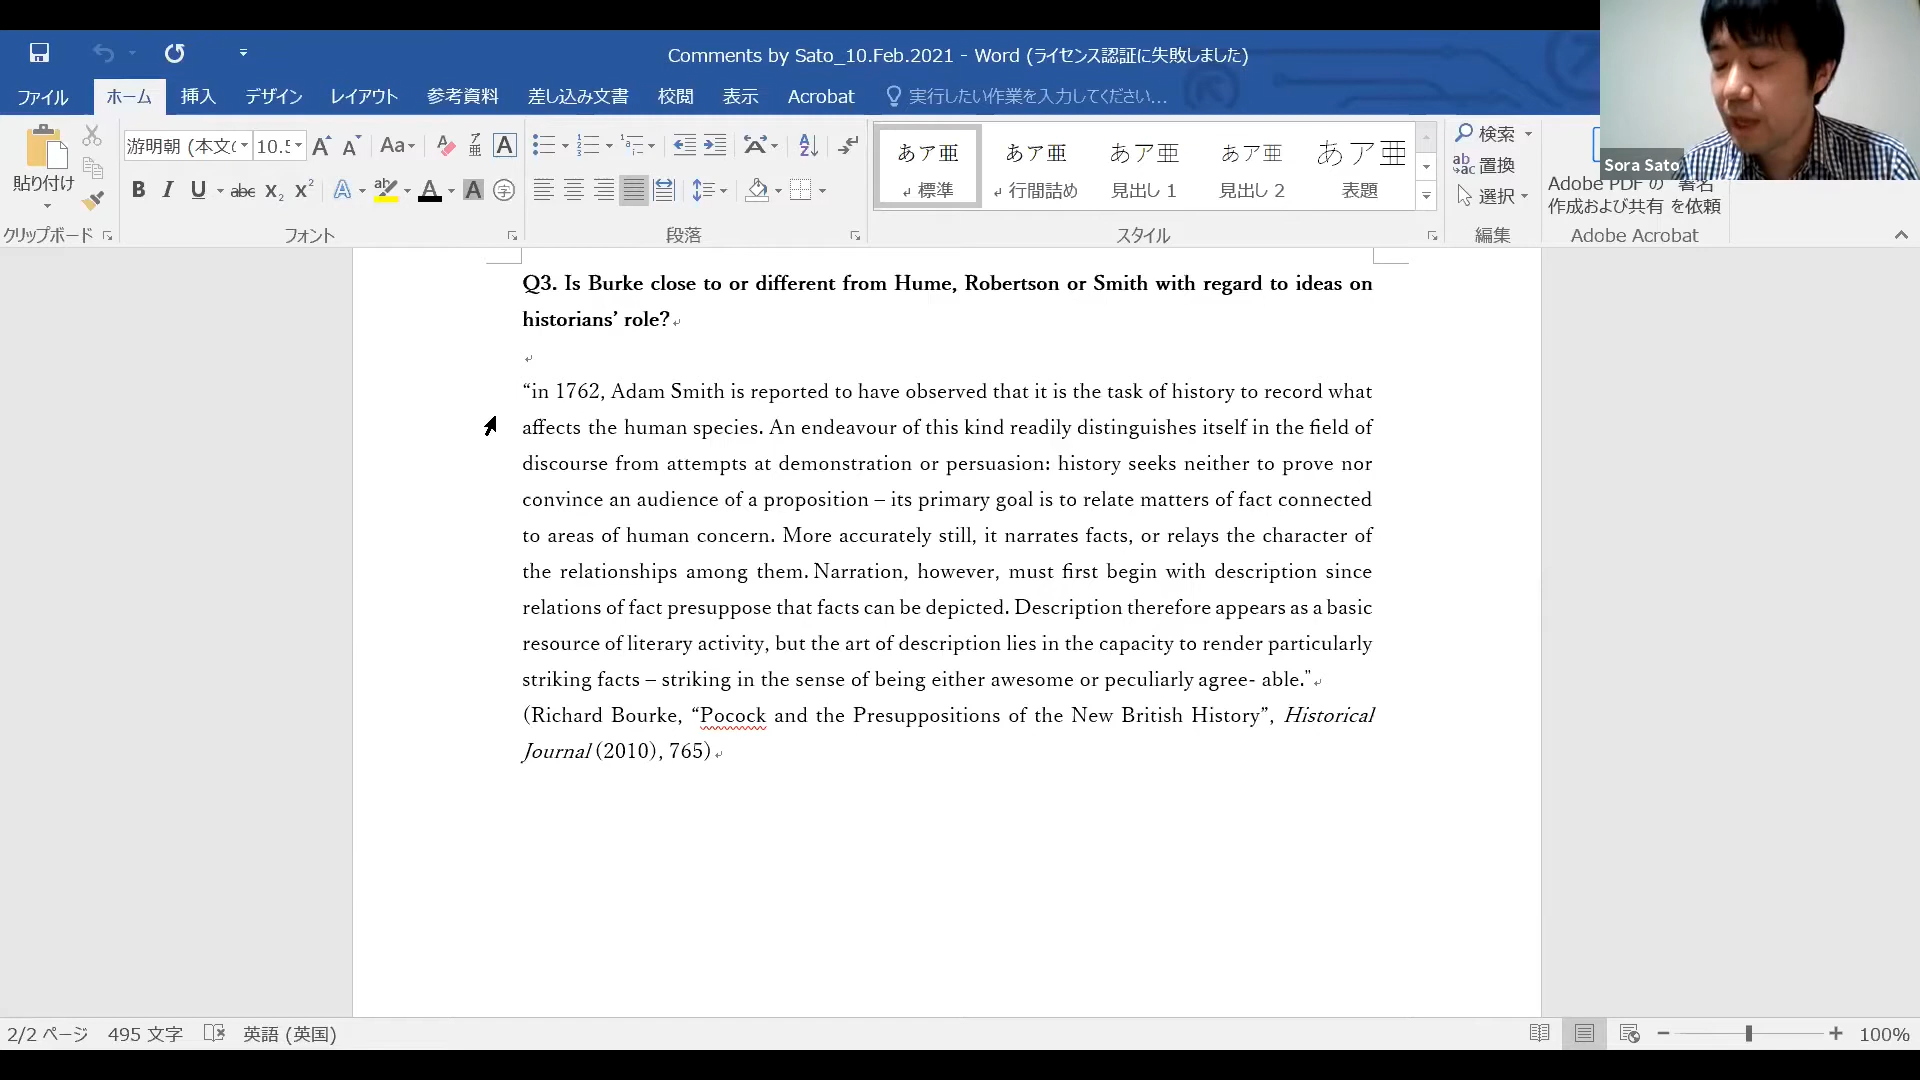 Comments by Sato_10.Feb.2021 - Word (ライセンス認証に失敗しました)
ファイル ホーム 挿入 デザイン レイアウト 参考資料 差し込み文書 校閲 表示 Acrobat 実行したい作業を入力してください...
貼り付け
クリップボード
游明朝 (本文 10.5
Aa
フォント
段落
あア亜 あア亜 あア亜 あア亜 あア亜
標準 行間詰め 見出し 1 見出し 2 表題
スタイル
検索
置換
選択
編集
Adobe PDF の
作成および共有
署名
を依頼
Adobe Acrobat
Sora Sato
Q3. Is Burke close to or different from Hume, Robertson or Smith with regard to ideas on
historians’ role?
“in 1762, Adam Smith is reported to have observed that it is the task of history to record what
affects the human species. An endeavour of this kind readily distinguishes itself in the field of
discourse from attempts at demonstration or persuasion: history seeks neither to prove nor
convince an audience of a proposition – its primary goal is to relate matters of fact connected
to areas of human concern. More accurately still, it narrates facts, or relays the character of
the relationships among them. Narration, however, must first begin with description since
relations of fact presuppose that facts can be depicted. Description therefore appears as a basic
resource of literary activity, but the art of description lies in the capacity to render particularly
striking facts – striking in the sense of being either awesome or peculiarly agree- able."
(Richard Bourke, “Pocock and the Presuppositions of the New British History”, Historical
Journal (2010), 765)
2/2 ページ 495 文字 英語 (英国) 100%